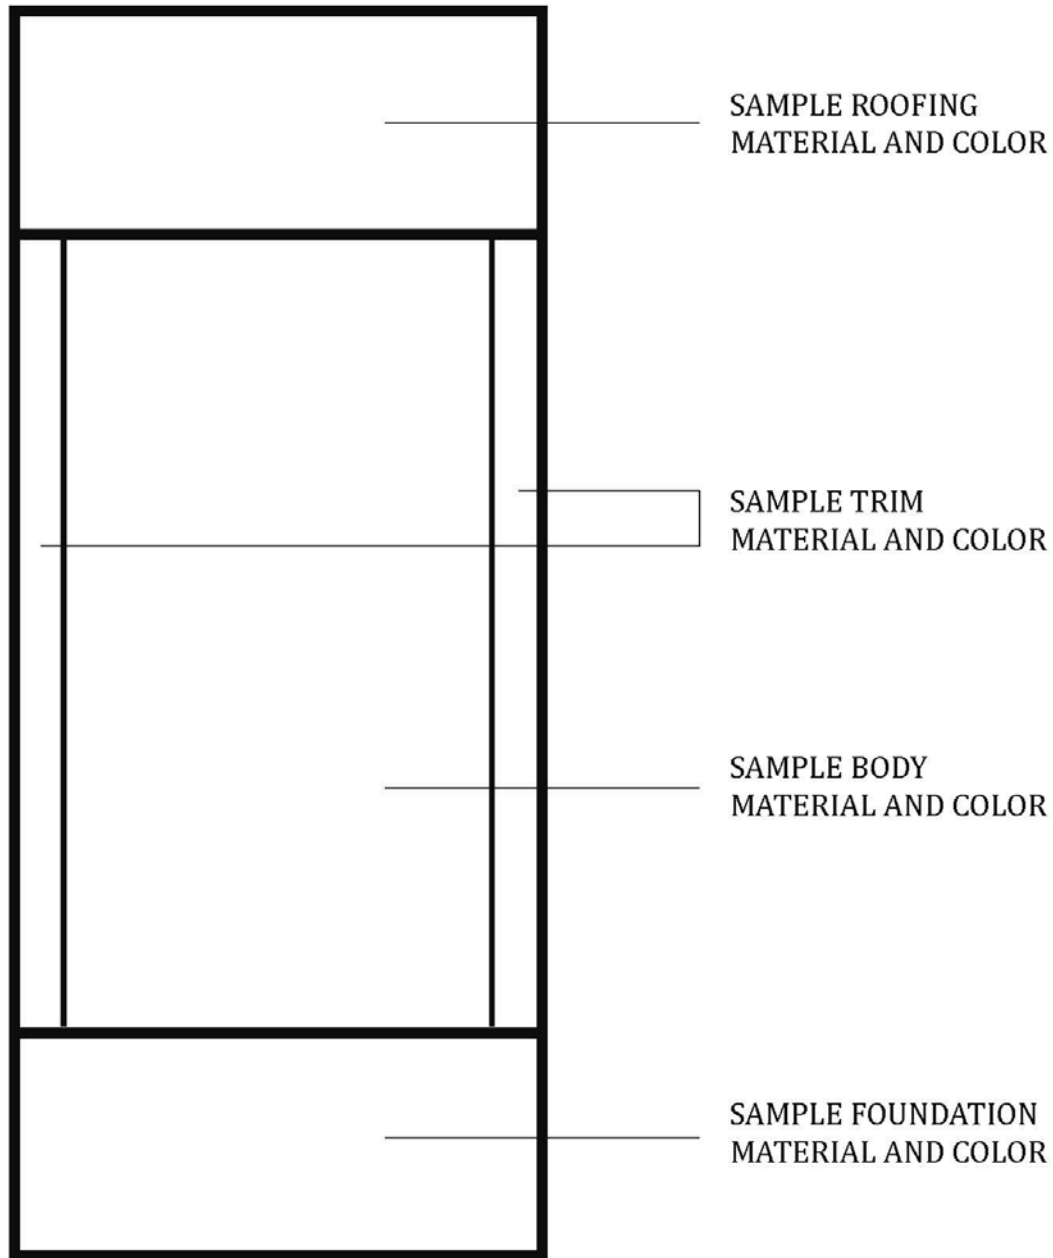 SAMPLE ROOFING
MATERIAL AND COLOR
SAMPLE TRIM
MATERIAL AND COLOR
SAMPLE BODY
MATERIAL AND COLOR
SAMPLE FOUNDATION
MATERIAL AND COLOR